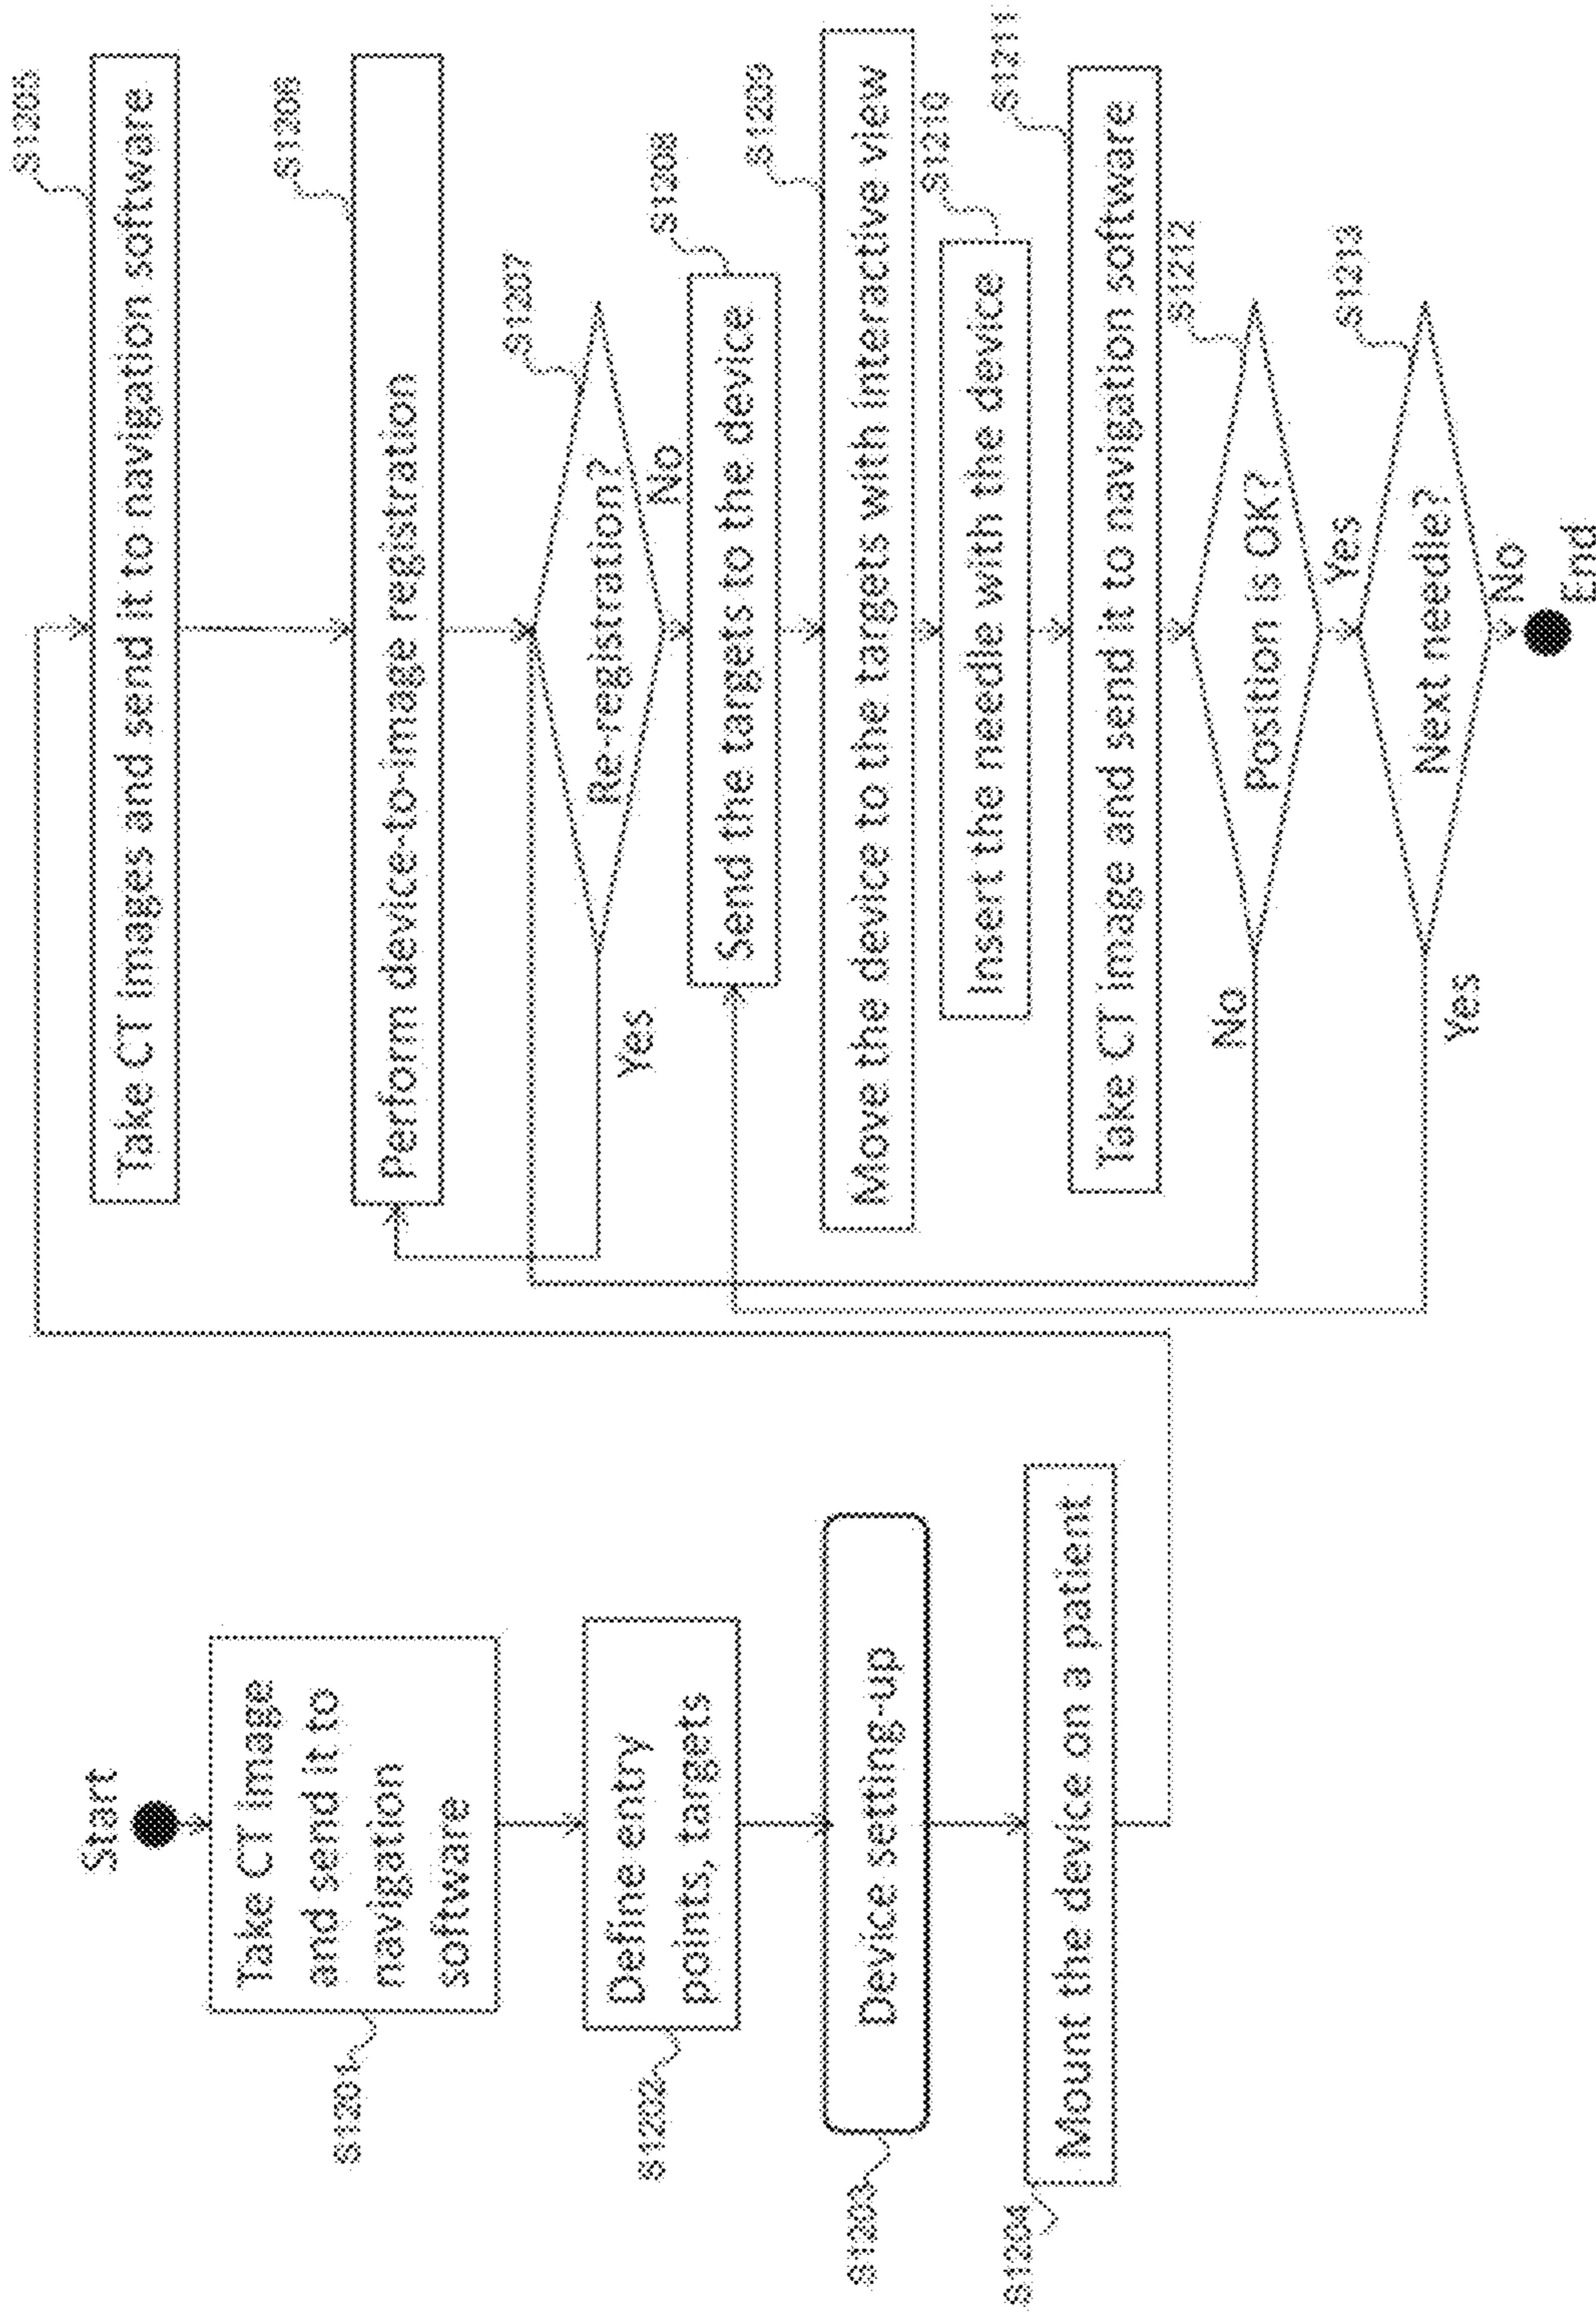 Start
S1201
Take CT image
and send it to
navigation
software
S1202
Define entry
points, targets
S1203
Device setting-up
S1204
Mount the device on a patient
S1205
Take CT images and send it to navigation software
S1206
Perform device-to-image registration
S1207
Re-registration?
Yes
No
S1208
Send the targets to the device
S1209
Move the device to the targets with interactive view
S1210
Insert the needle with the device
S1211
Take CT image and send it to navigation software
S1212
Position is OK?
No
Yes
S1213
Next needle?
Yes
No
End